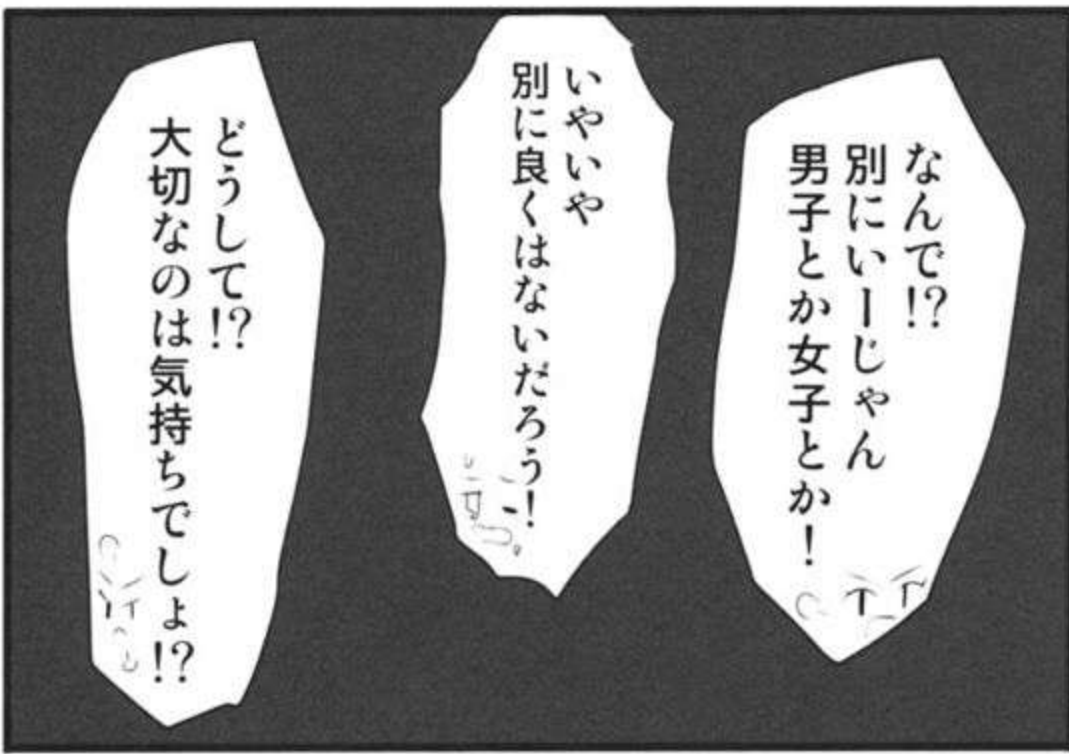 なんで!?
別にいーじゃん
男子とか女子とか!
いやいや
別に良くはないだろう!
どうして!?
大切なのは気持ちでしょ!?